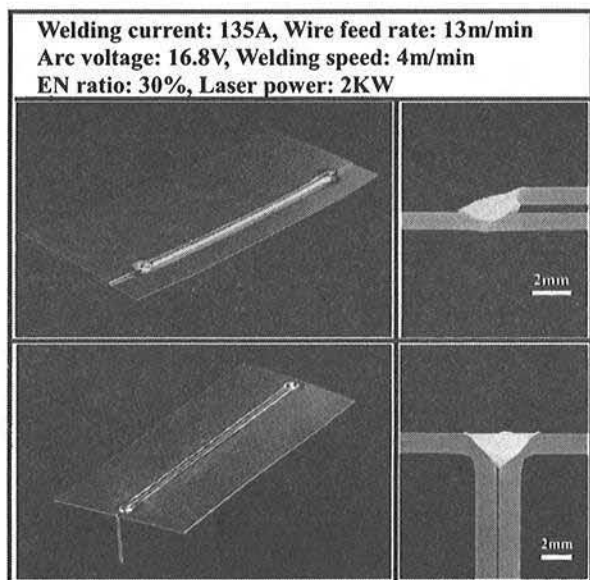 Welding current: 135A, Wire feed rate: 13m/min
Arc voltage: 16.8V, Welding speed: 4m/min
EN ratio: 30%, Laser power: 2KW
2mm
2mm